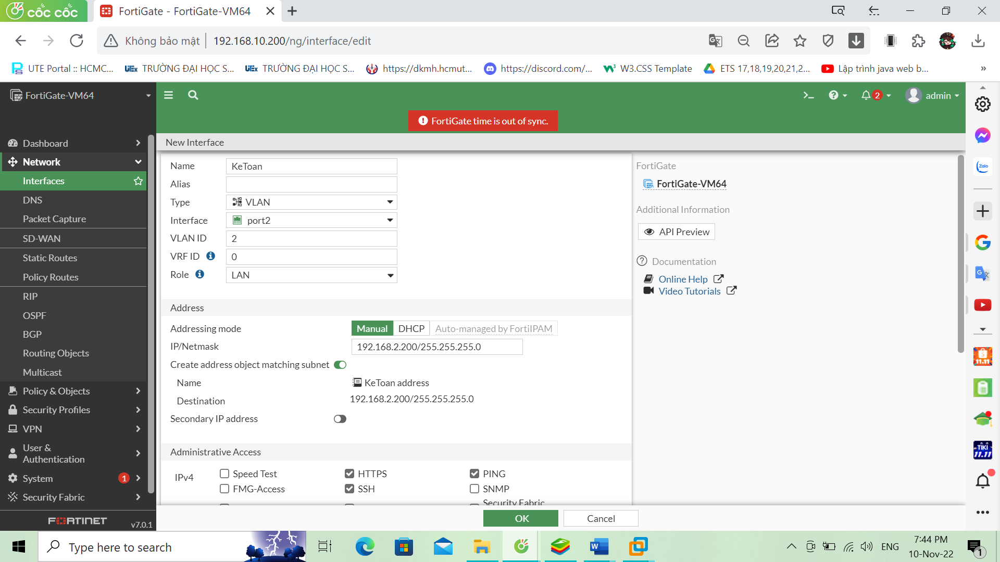 cốc cốc
FortiGate - FortiGate-VM64
Không bảo mật
192.168.10.200/ng/interface/edit
UTE Portal :: HCMC...
UEx TRƯỜNG ĐẠI HỌC S...
UEx TRƯỜNG ĐẠI HỌC S...
https://dkmh.hcmut...
https://discord.com/...
W3.CSS Template
ETS 17,18,19,20,21,2...
Lập trình java web b...
»
FortiGate-VM64
2
admin
FortiGate time is out of sync.
Dashboard
Network
Interfaces
DNS
Packet Capture
SD-WAN
Static Routes
Policy Routes
RIP
OSPF
BGP
Routing Objects
Multicast
Policy & Objects
Security Profiles
VPN
User &
Authentication
System 1
Security Fabric
FORTINET v7.0.1
New Interface
Name KeToan
Alias
Type VLAN
Interface port2
VLAN ID 2
VRF ID 0
Role LAN
Address
Addressing mode Manual DHCP Auto-managed by FortiIPAM
IP/Netmask 192.168.2.200/255.255.255.0
Create address object matching subnet
Name KeToan address
Destination 192.168.2.200/255.255.255.0
Secondary IP address
Administrative Access
IPv4
Speed Test HTTPS PING
FMG-Access SSH SNMP
Security Fabric
OK Cancel
FortiGate
FortiGate-VM64
Additional Information
API Preview
Documentation
Online Help
Video Tutorials
Zalo
11.11
TIKI
11.11
Type here to search
ENG
7:44 PM
10-Nov-22
1